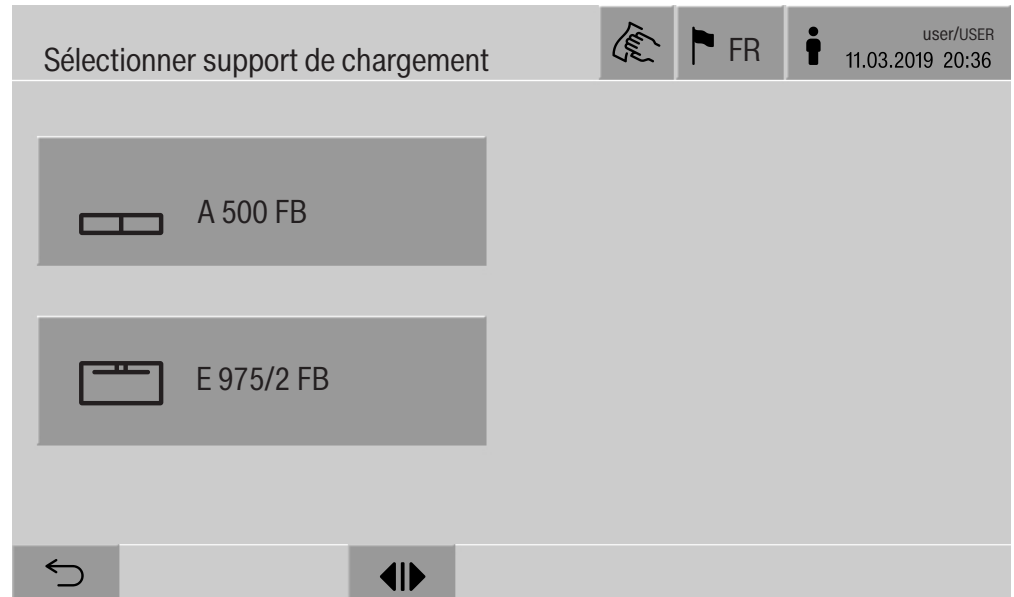 Sélectionner support de chargement
FR
user/USER
11.03.2019 20:36
A 500 FB
E 975/2 FB